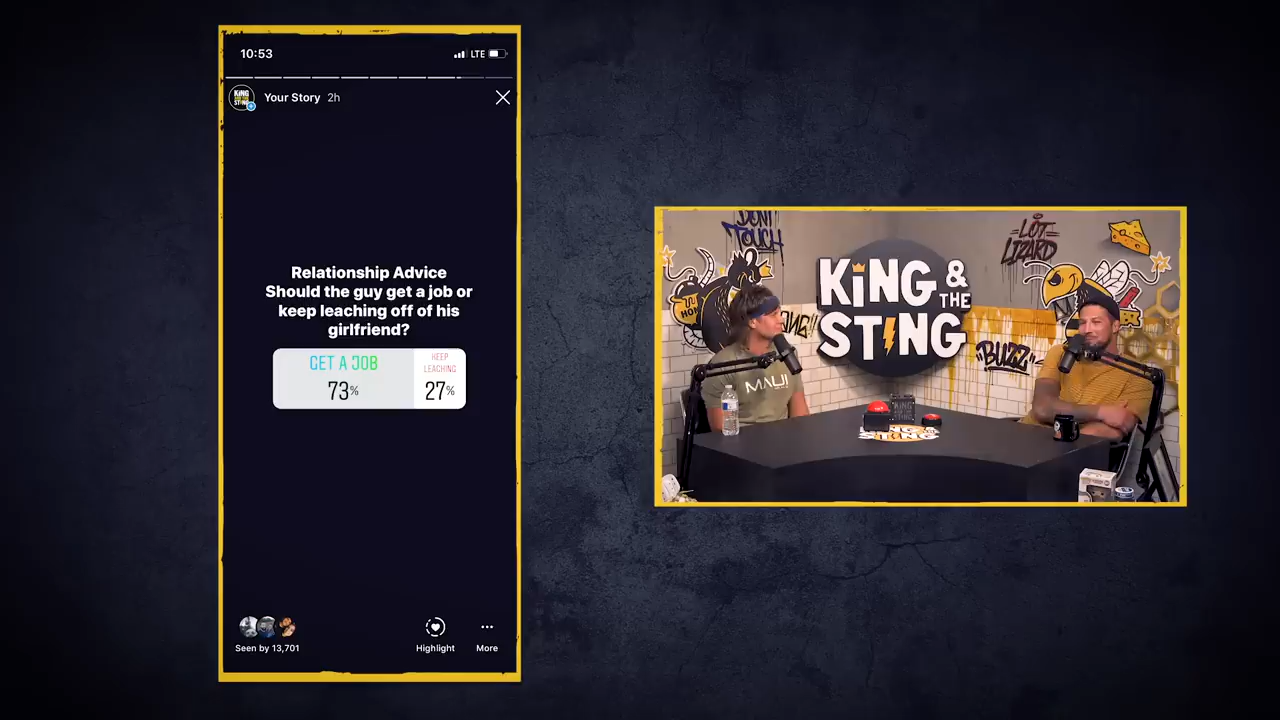 10:53
LTE
KING
Your Story 2h
Relationship Advice
Should the guy get a job or
keep leaching off of his
girlfriend?
GET A JOB
73%
KEEP
LEACHING
27%
Seen by 13,701
Highlight
More
DON'T
TOUCH
LOT
LIZARD
KiNG &
THE
STiNG
BUZZ
MAUI